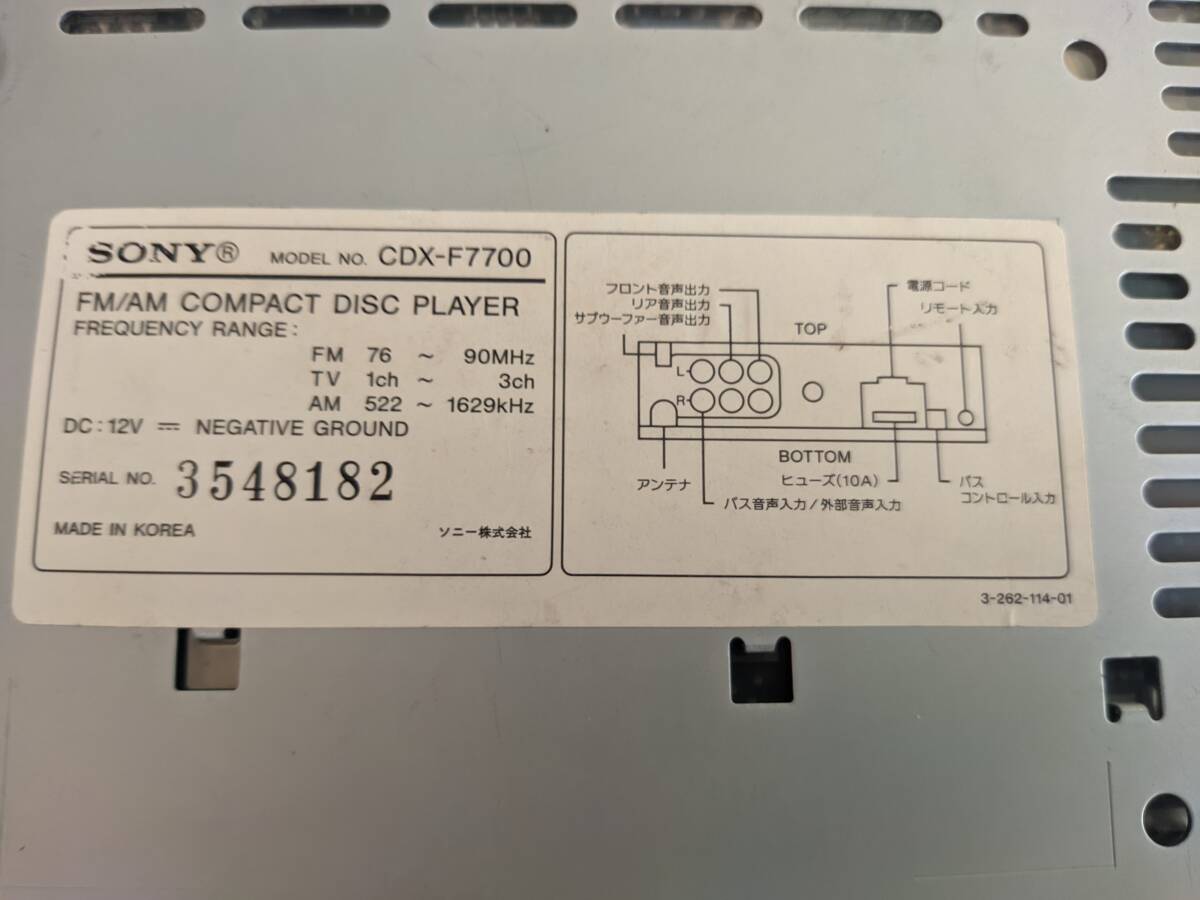 SONY® MODEL NO. CDX-F7700
FM/AM COMPACT DISC PLAYER
FREQUENCY RANGE:
FM 76 ~ 90MHz
TV 1ch ~ 3ch
AM 522 ~ 1629kHz
DC:12V ⎓ NEGATIVE GROUND
SERIAL NO. 3548182
MADE IN KOREA ソニー株式会社
フロント音声出力
リア音声出力
サブウーファー音声出力
TOP
電源コード
リモート入力
L
R
BOTTOM
アンテナ
ヒューズ(10A)
バス
コントロール入力
バス音声入力/外部音声入力
3-262-114-01